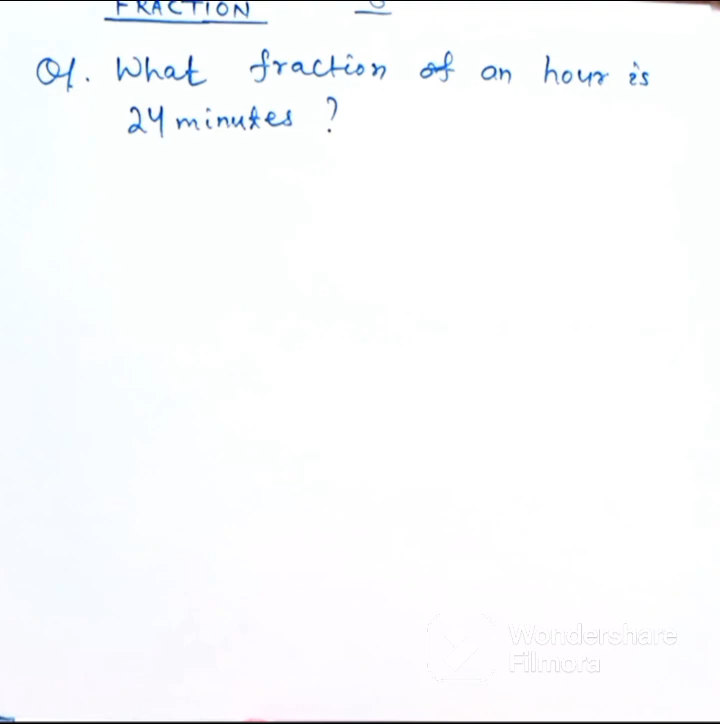 FRACTION
Q1. What fraction of an hour is
24 minutes ?
Wondershare
Filmora